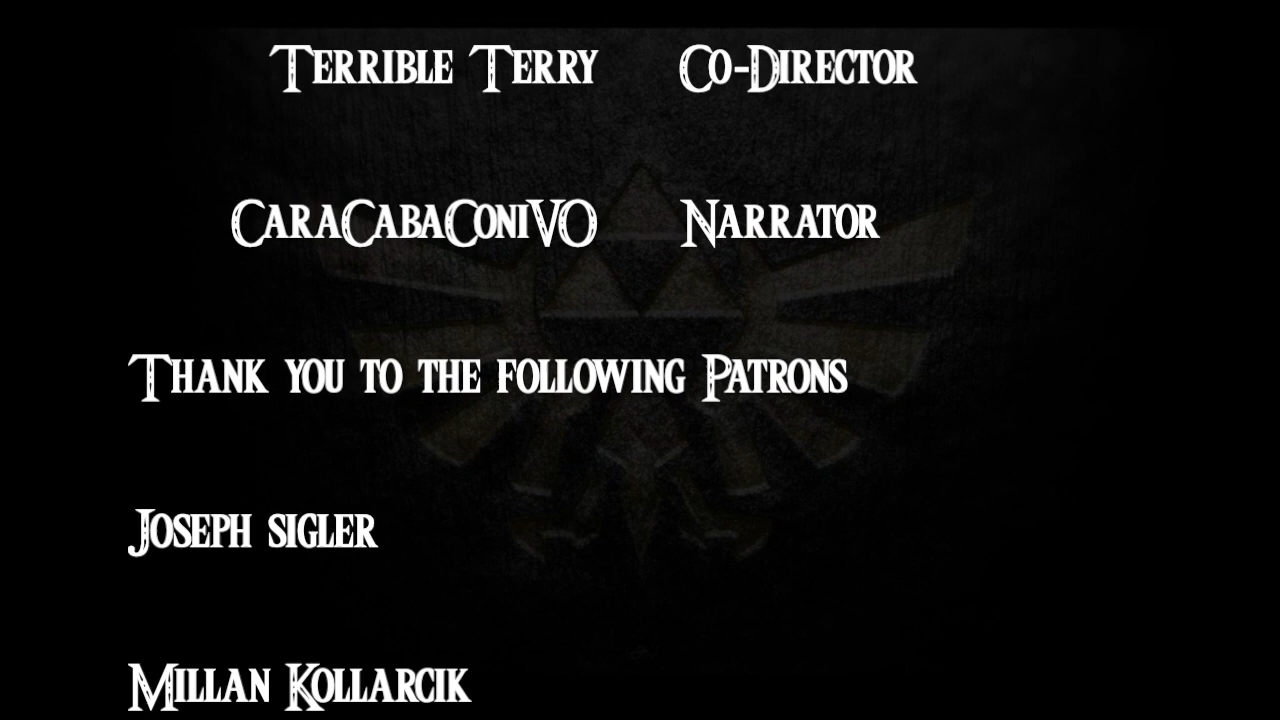 Terrible Terry Co-Director
CaraCabaConiVO Narrator
Thank you to the following Patrons
Joseph sigler
Millan Kollarcik